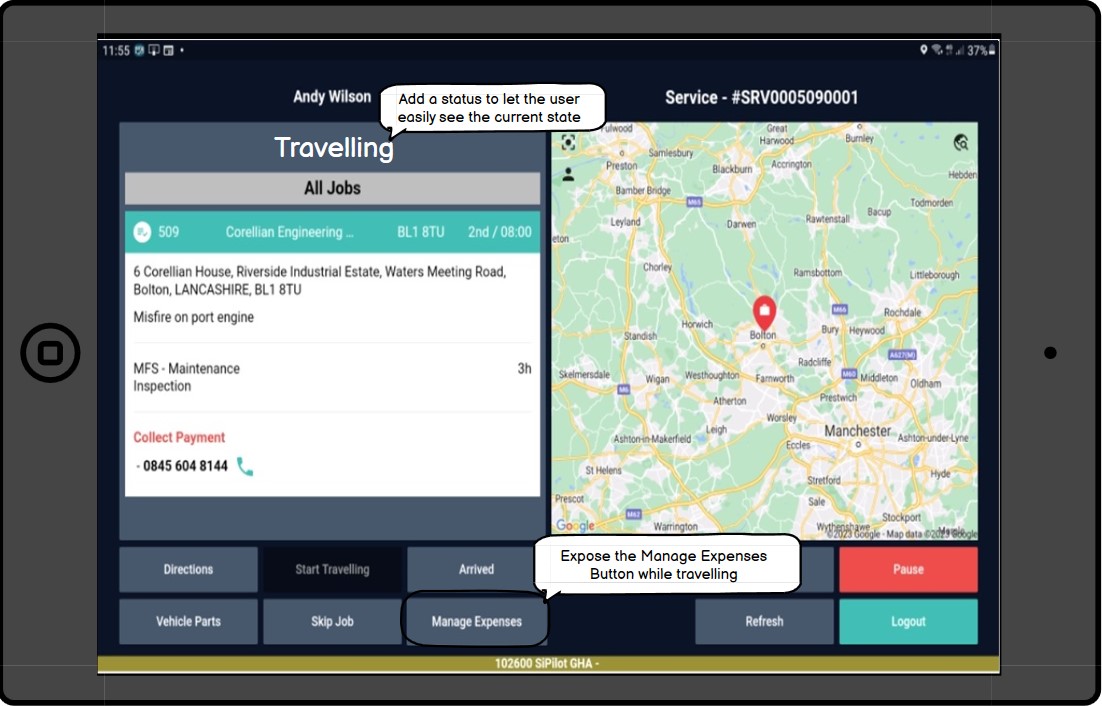 11:55
37%
Andy Wilson
Add a status to let the user
easily see the current state
Service - #SRV0005090001
Travelling
All Jobs
509 Corellian Engineering ... BL1 8TU 2nd / 08:00
6 Corellian House, Riverside Industrial Estate, Waters Meeting Road,
Bolton, LANCASHIRE, BL1 8TU
Misfire on port engine
MFS - Maintenance 3h
Inspection
Collect Payment
- 0845 604 8144
Fulwood
Great
Harwood
Burnley
Samlesbury
Preston
Blackburn
Accrington
Hebden
Bamber Bridge
M65
Todmorden
Leyland
Darwen
Rawtenstall
Bacup
eton
Chorley
Ramsbottom
Littleborough
M66
Rochdale
Horwich
Standish
Bolton
Bury
Heywood
A627(M)
Radcliffe
Skelmersdale
M6
Wigan
Westhoughton
Farnworth
M60
Middleton
Oldham
Atherton
Prestwich
Worsley
Leigh
Manchester
Ashton-in-Makerfield
Eccles
Ashton-under-Lyne
St Helens
Stretford
Hyde
Prescot
Sale
M62
Stockport
Google
Warrington
Wythenshawe
©2023 Google - Map data ©2023 Google
Expose the Manage Expenses
Button while travelling
Directions
Start Travelling
Arrived
Pause
Vehicle Parts
Skip Job
Manage Expenses
Refresh
Logout
102600 SiPilot GHA -